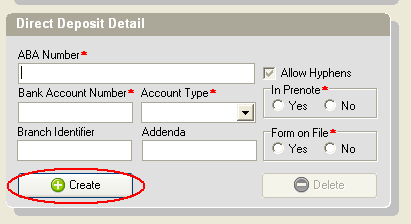 Direct Deposit Detail
ABA Number*
Allow Hyphens
Bank Account Number* Account Type*
In Prenote*
Yes No
Branch Identifier Addenda
Form on File*
Yes No
Create Delete